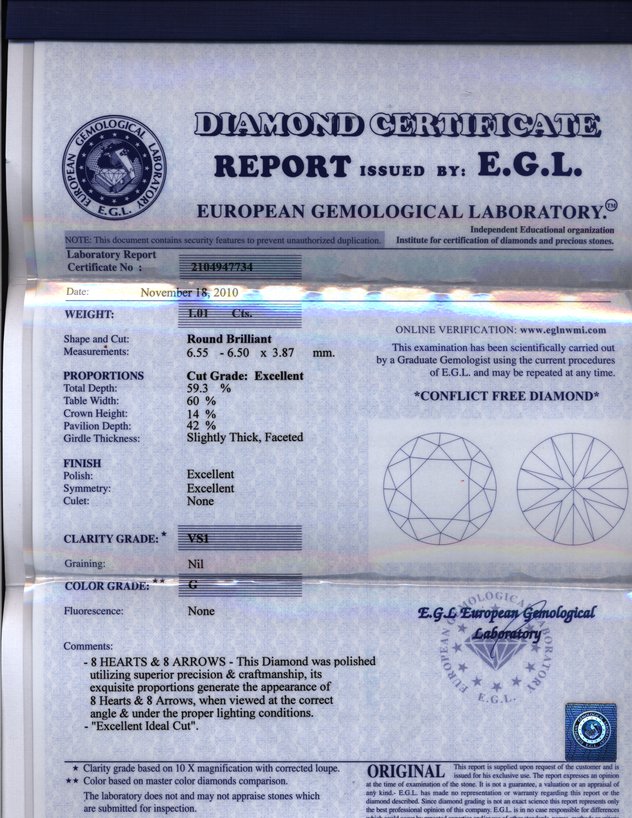 EUROPEAN GEMOLOGICAL LABORATORY
E.G.L.
DIAMOND CERTIFICATE
REPORT ISSUED BY: E.G.L.
EUROPEAN GEMOLOGICAL LABORATORY.™
Independent Educational organization
Institute for certification of diamonds and precious stones.
NOTE: This document contains security features to prevent unauthorized duplication.
Laboratory Report
Certificate No : 2104947734
Date: November 18, 2010
WEIGHT: 1.01 Cts.
Shape and Cut: Round Brilliant
Measurements: 6.55 - 6.50 x 3.87 mm.
PROPORTIONS Cut Grade: Excellent
Total Depth: 59.3 %
Table Width: 60 %
Crown Height: 14 %
Pavilion Depth: 42 %
Girdle Thickness: Slightly Thick, Faceted
FINISH
Polish: Excellent
Symmetry: Excellent
Culet: None
CLARITY GRADE: * VS1
Graining: Nil
COLOR GRADE: ** G
Fluorescence: None
Comments:
- 8 HEARTS & 8 ARROWS - This Diamond was polished
utilizing superior precision & craftmanship, its
exquisite proportions generate the appearance of
8 Hearts & 8 Arrows, when viewed at the correct
angle & under the proper lighting conditions.
- "Excellent Ideal Cut".
* Clarity grade based on 10 X magnification with corrected loupe.
** Color based on master color diamonds comparison.
The laboratory does not and may not appraise stones which
are submitted for inspection.
ONLINE VERIFICATION: www.eglnwmi.com
This examination has been scientifically carried out
by a Graduate Gemologist using the current procedures
of E.G.L. and may be repeated at any time.
*CONFLICT FREE DIAMOND*
E.G.L European Gemological
Laboratory
E.G.L.
ORIGINAL This report is supplied upon request of the customer and is
issued for his exclusive use. The report expresses an opinion
at the time of examination of the stone. It is not a guarantee, a valuation or an appraisal of
any kind.- E.G.L. has made no representation or warranty regarding this report or the
diamond described. Since diamond grading is not an exact science this report represents only
the best professional opinion of this company. E.G.L. is in no case responsible for differences